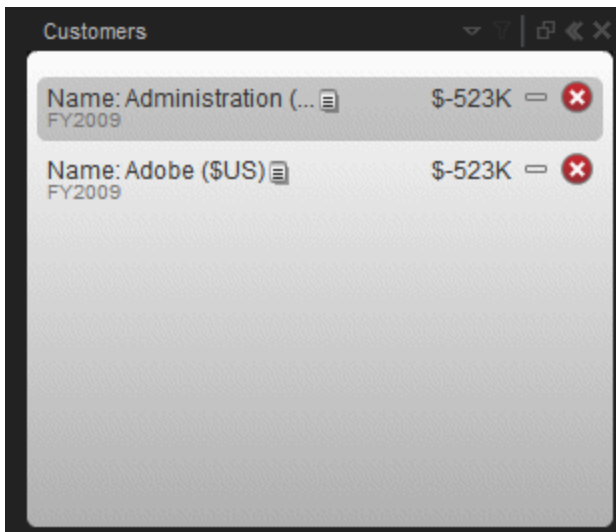 Customers
Name: Administration (... $-523K
FY2009
Name: Adobe ($US) $-523K
FY2009